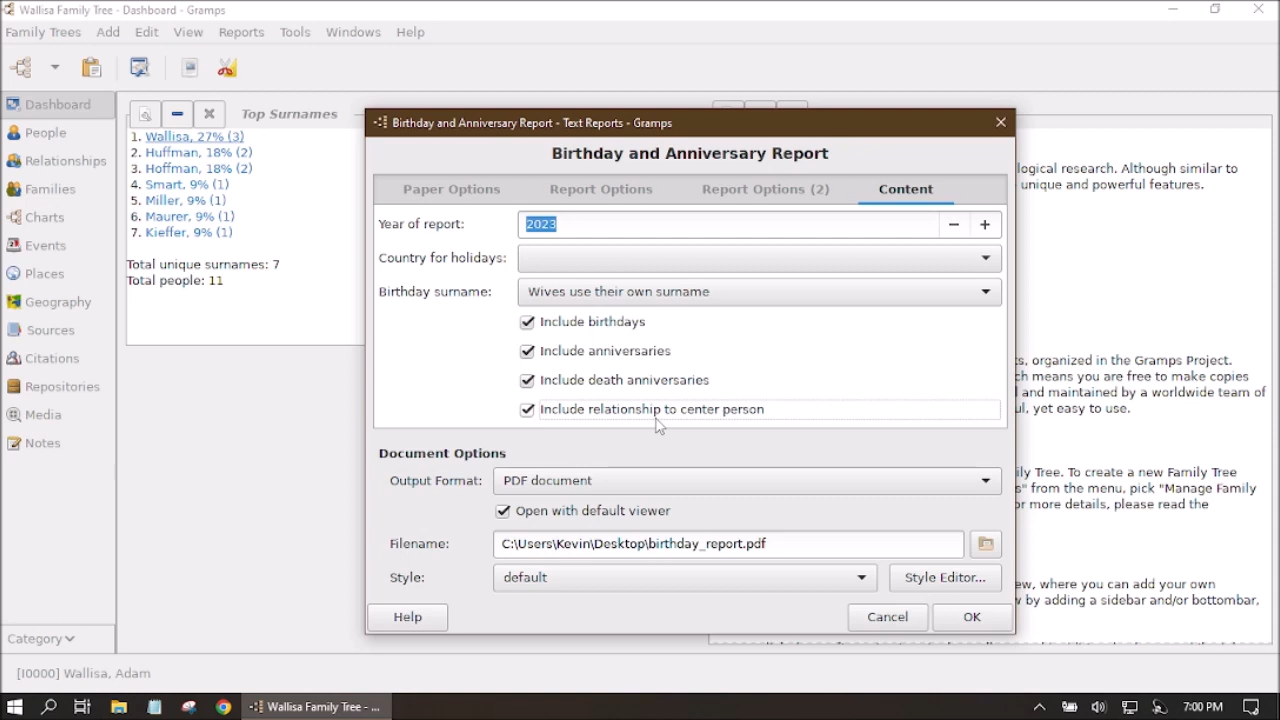 Wallisa Family Tree - Dashboard - Gramps
Family Trees Add Edit View Reports Tools Windows Help
Dashboard
People
Relationships
Families
Charts
Events
Places
Geography
Sources
Citations
Repositories
Media
Notes
Category
Top Surnames
1. Wallisa, 27% (3)
2. Huffman, 18% (2)
3. Hoffman, 18% (2)
4. Smart, 9% (1)
5. Miller, 9% (1)
6. Maurer, 9% (1)
7. Kieffer, 9% (1)
Total unique surnames: 7
Total people: 11
Birthday and Anniversary Report - Text Reports - Gramps
Birthday and Anniversary Report
Paper Options Report Options Report Options (2) Content
Year of report: 2023
Country for holidays:
Birthday surname: Wives use their own surname
Include birthdays
Include anniversaries
Include death anniversaries
Include relationship to center person
Document Options
Output Format: PDF document
Open with default viewer
Filename: C:\Users\Kevin\Desktop\birthday_report.pdf
Style: default Style Editor...
Help Cancel OK
logical research. Although similar to
unique and powerful features.
s, organized in the Gramps Project.
ch means you are free to make copies
d and maintained by a worldwide team of
ul, yet easy to use.
ily Tree. To create a new Family Tree
s" from the menu, pick "Manage Family
or more details, please read the
ew, where you can add your own
w by adding a sidebar and/or bottombar,
[I0000] Wallisa, Adam
Wallisa Family Tree - ...
7:00 PM